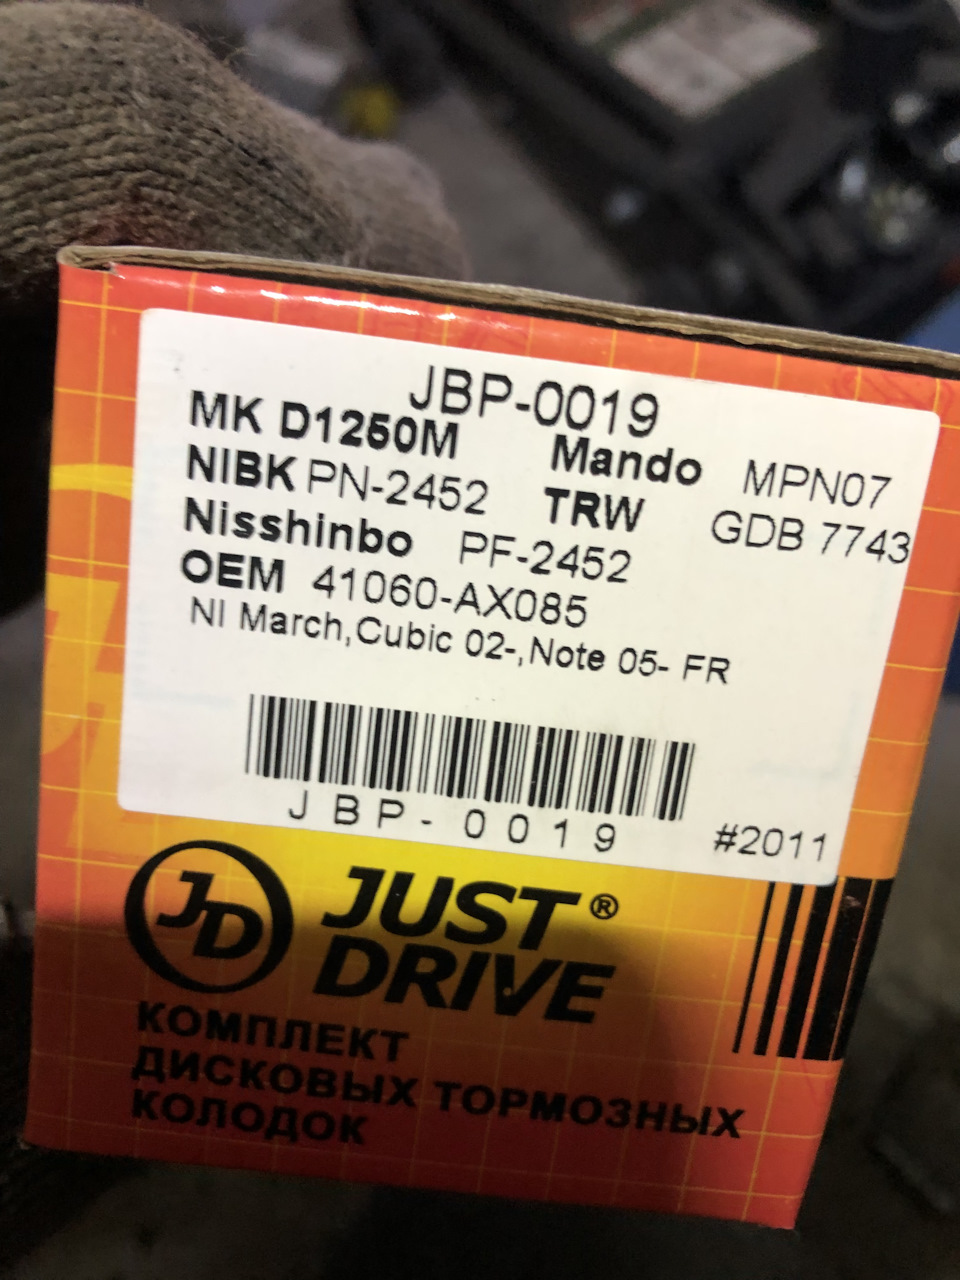 JBP-0019
MK D1260M Mando MPN07
NIBK PN-2452 TRW GDB 7743
Nisshinbo PF-2452
OEM 41060-AX085
NI March,Cubic 02-,Note 05- FR
JBP-0019
#2011
JD
JUST®
DRIVE
КОМПЛЕКТ
ДИСКОВЫХ ТОРМОЗНЫХ
КОЛОДОК